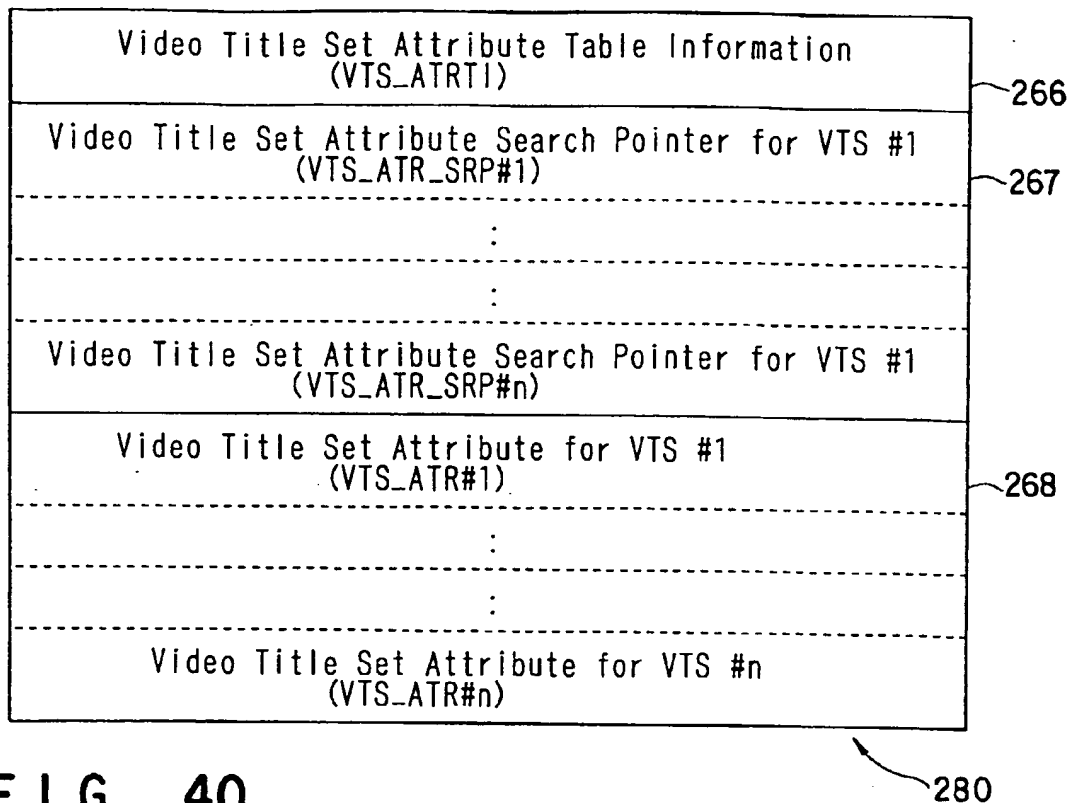 Video Title Set Attribute Table Information
(VTS_ATRTI)
266
Video Title Set Attribute Search Pointer for VTS #1
(VTS_ATR_SRP#1)
267
:
:
Video Title Set Attribute Search Pointer for VTS #1
(VTS_ATR_SRP#n)
Video Title Set Attribute for VTS #1
(VTS_ATR#1)
268
:
:
Video Title Set Attribute for VTS #n
(VTS_ATR#n)
280
FIG. 40